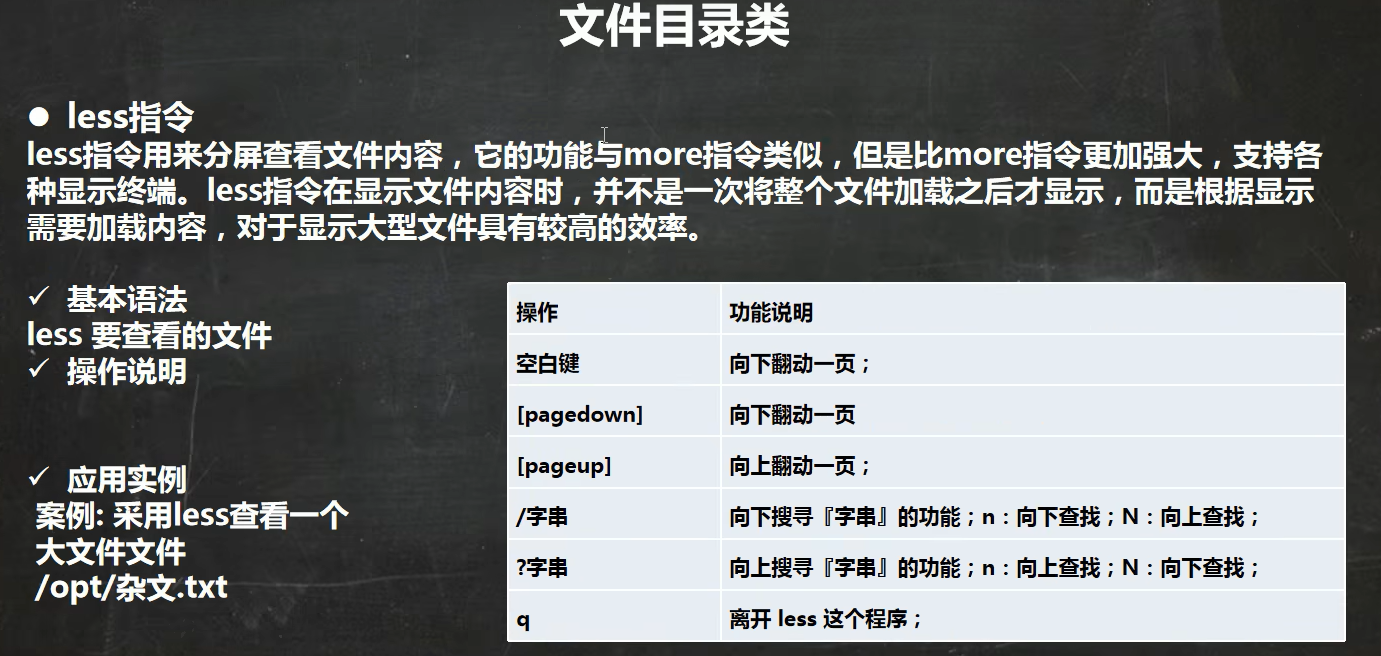 文件目录类
● less指令
less指令用来分屏查看文件内容，它的功能与more指令类似，但是比more指令更加强大，支持各
种显示终端。less指令在显示文件内容时，并不是一次将整个文件加载之后才显示，而是根据显示
需要加载内容，对于显示大型文件具有较高的效率。
✓ 基本语法
less 要查看的文件
✓ 操作说明
✓ 应用实例
案例: 采用less查看一个
大文件文件
/opt/杂文.txt
操作 功能说明
空白键 向下翻动一页；
[pagedown] 向下翻动一页
[pageup] 向上翻动一页；
/字串 向下搜寻『字串』的功能；n：向下查找；N：向上查找；
?字串 向上搜寻『字串』的功能；n：向上查找；N：向下查找；
q 离开 less 这个程序；